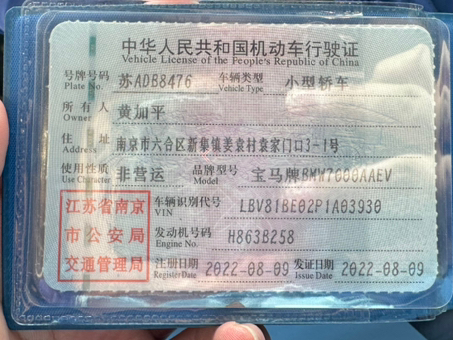 中华人民共和国机动车行驶证
Vehicle License of the People's Republic of China
号牌号码 苏ADB8476 车辆类型 小型轿车
Plate No. Vehicle Type
所有人 黄加平
Owner
住址 南京市六合区新集镇姜袁村袁家门口3-1号
Address
使用性质 非营运 品牌型号 宝马牌BMW7000AAEV
Use Character Model
江苏省南京
市公安局
交通管理局
车辆识别代号 LBV81BE02P1A03930
VIN
发动机号码 H863B258
Engine No.
注册日期 2022-08-09 发证日期 2022-08-09
Register Date Issue Date